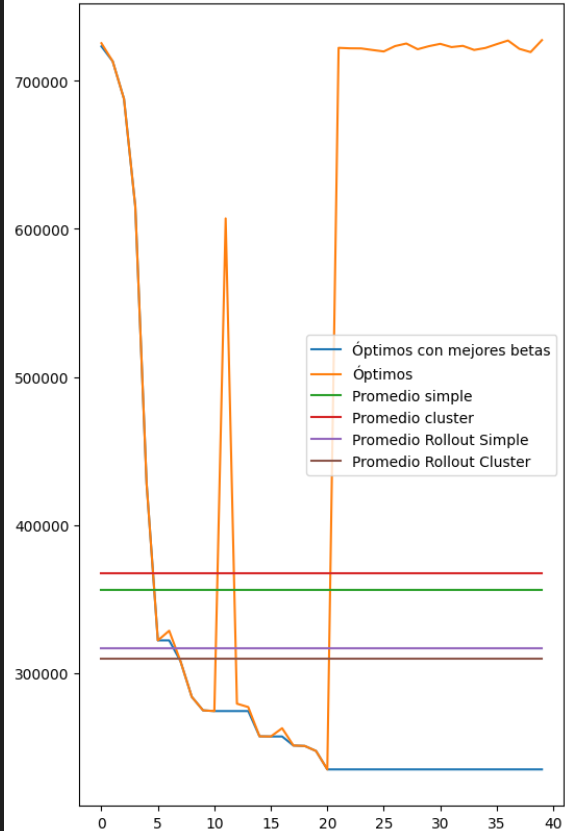 700000
600000
500000
400000
300000
Óptimos con mejores betas
Óptimos
Promedio simple
Promedio cluster
Promedio Rollout Simple
Promedio Rollout Cluster
0 5 10 15 20 25 30 35 40